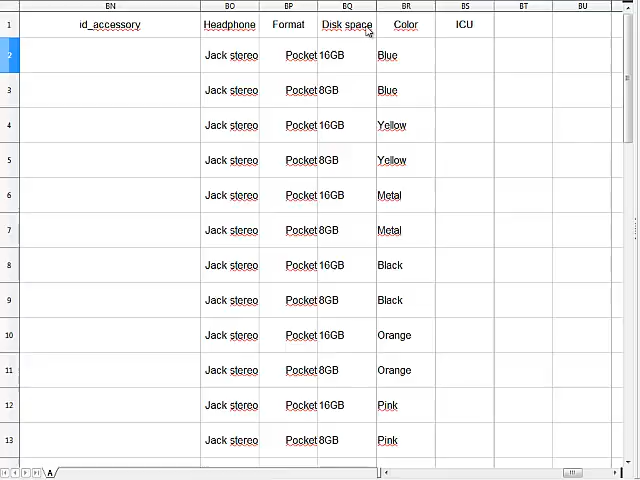 BN BO BP BQ BR BS BT BU
1 id_accessory Headphone Format Disk space Color ICU
2 Jack stereo Pocket 16GB Blue
3 Jack stereo Pocket 8GB Blue
4 Jack stereo Pocket 16GB Yellow
5 Jack stereo Pocket 8GB Yellow
6 Jack stereo Pocket 16GB Metal
7 Jack stereo Pocket 8GB Metal
8 Jack stereo Pocket 16GB Black
9 Jack stereo Pocket 8GB Black
10 Jack stereo Pocket 16GB Orange
11 Jack stereo Pocket 8GB Orange
12 Jack stereo Pocket 16GB Pink
13 Jack stereo Pocket 8GB Pink
A